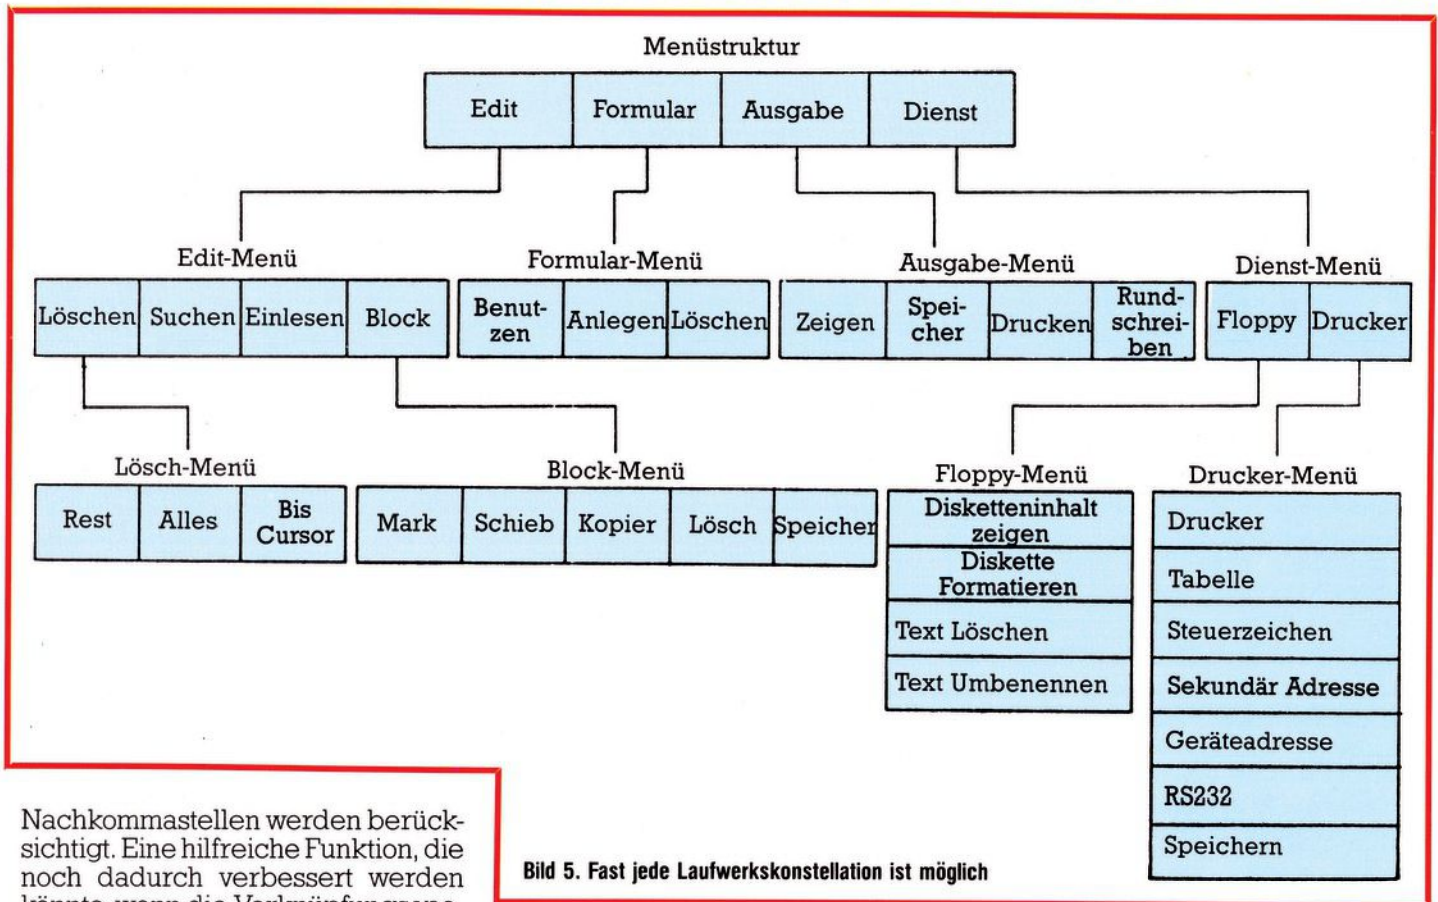 Menüstruktur
Edit Formular Ausgabe Dienst
Edit-Menü
Löschen Suchen Einlesen Block
Formular-Menü
Benut-
zen
Anlegen Löschen
Ausgabe-Menü
Zeigen
Spei-
cher
Drucken
Rund-
schrei-
ben
Dienst-Menü
Floppy Drucker
Lösch-Menü
Rest Alles
Bis
Cursor
Block-Menü
Mark Schieb Kopier Lösch Speicher
Floppy-Menü
Disketteninhalt
zeigen
Diskette
Formatieren
Text Löschen
Text Umbenennen
Drucker-Menü
Drucker
Tabelle
Steuerzeichen
Sekundär Adresse
Geräteadresse
RS232
Speichern
Nachkommastellen werden berück-
sichtigt. Eine hilfreiche Funktion, die
noch dadurch verbessert werden
Bild 5. Fast jede Laufwerkskonstellation ist möglich